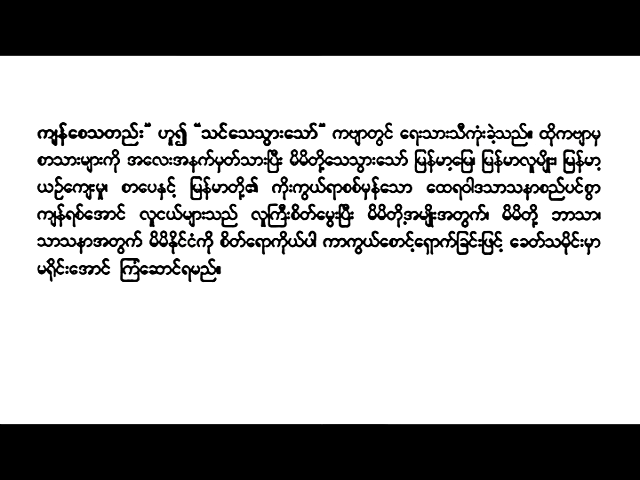 ကျန်စေသတည်း" ဟူ၍ "သင်သေသွားသော်" ကဗျာတွင် ရေးသားသီကုံးခဲ့သည်။ ထိုကဗျာမှ
စာသားများကို အလေးအနက်မှတ်သားပြီး မိမိတို့သေသွားသော် မြန်မာ့မြေ၊ မြန်မာလူမျိုး၊ မြန်မာ့
ယဉ်ကျေးမှု၊ စာပေနှင့် မြန်မာတို့၏ ကိုးကွယ်ရာစစ်မှန်သော ထေရဝါဒသာသနာစည်ပင်စွာ
ကျန်ရစ်အောင် လူငယ်များသည် လူကြီးစိတ်မွေးပြီး မိမိတို့အမျိုးအတွက်၊ မိမိတို့ ဘာသာ၊
သာသနာအတွက် မိမိနိုင်ငံကို စိတ်ရောကိုယ်ပါ ကာကွယ်စောင့်ရှောက်ခြင်းဖြင့် ခေတ်သမိုင်းမှာ
မရိုင်းအောင် ကြံဆောင်ရမည်။